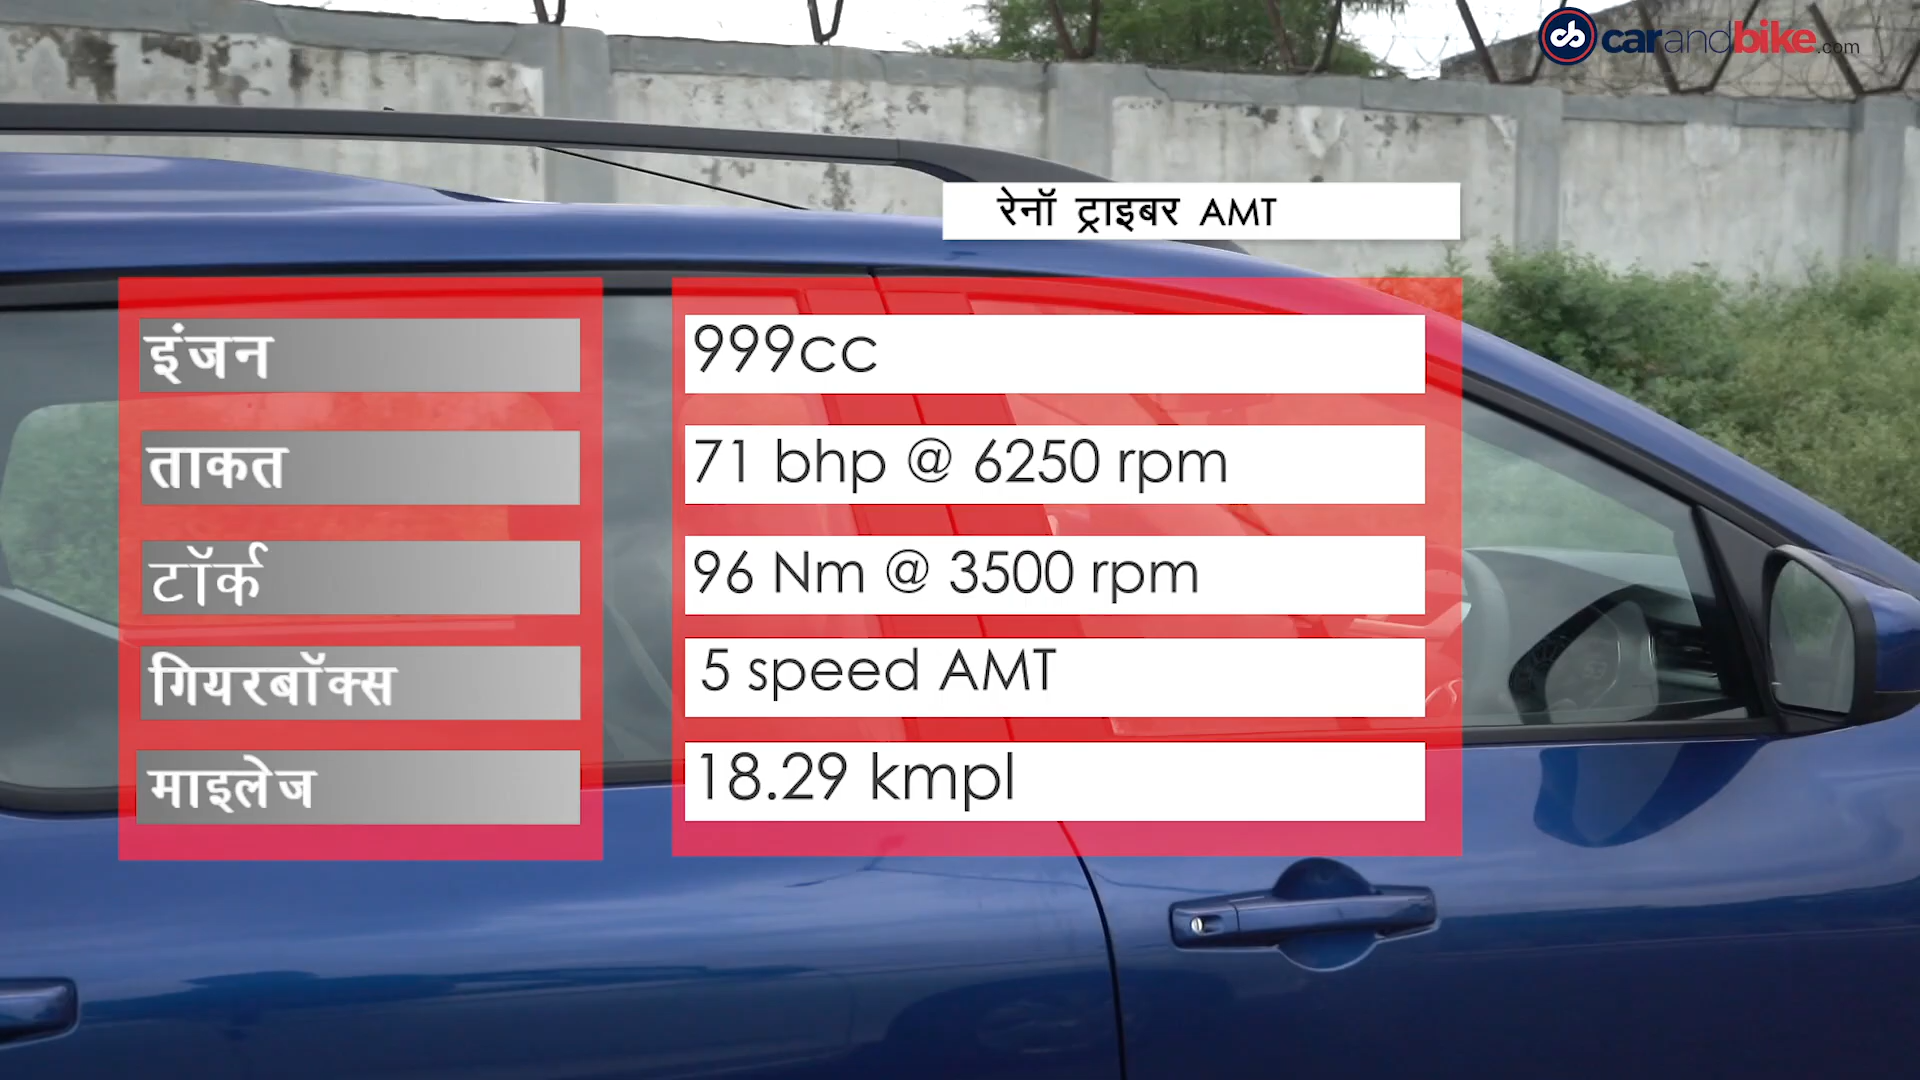 carandbike.com
रेनॉ ट्राइबर AMT
इंजन 999cc
ताकत 71 bhp @ 6250 rpm
टॉर्क 96 Nm @ 3500 rpm
गियरबॉक्स 5 speed AMT
माइलेज 18.29 kmpl